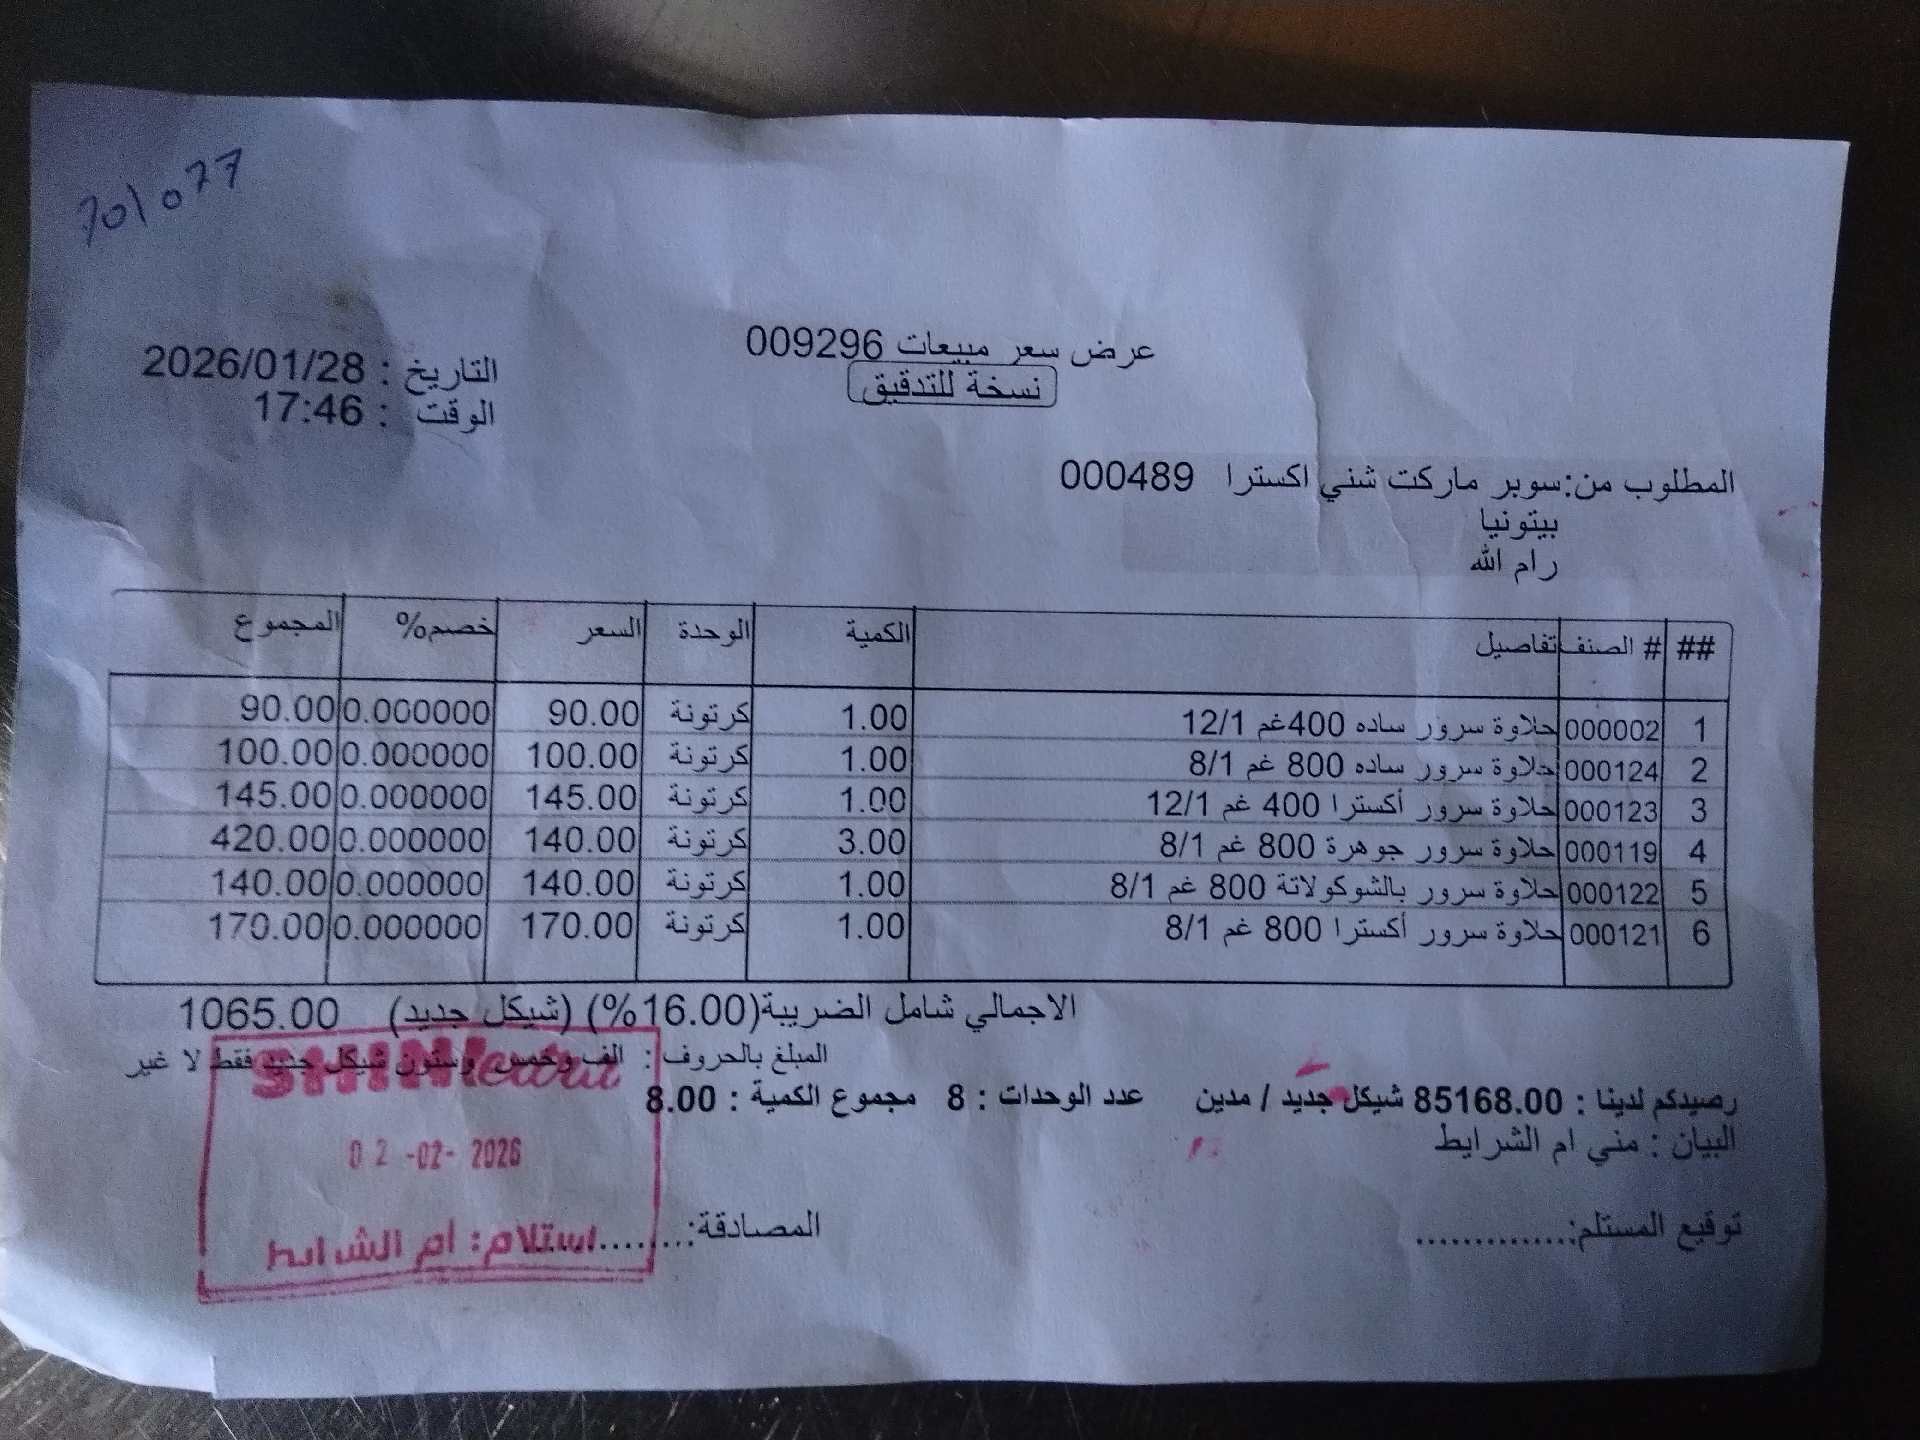 701077
عرض سعر مبيعات 009296
نسخة للتدقيق
التاريخ : 2026/01/28
الوقت : 17:46
المطلوب من:سوبر ماركت شني اكسترا 000489
بيتونيا
رام الله
## # الصنف تفاصيل الكمية الوحدة السعر خصم% المجموع
1 000002 حلاوة سرور ساده 400غم 12/1 1.00 كرتونة 90.00 0.000000 90.00
2 000124 حلاوة سرور ساده 800 غم 8/1 1.00 كرتونة 100.00 0.000000 100.00
3 000123 حلاوة سرور أكسترا 400 غم 12/1 1.00 كرتونة 145.00 0.000000 145.00
4 000119 حلاوة سرور جوهرة 800 غم 8/1 3.00 كرتونة 140.00 0.000000 420.00
5 000122 حلاوة سرور بالشوكولاتة 800 غم 8/1 1.00 كرتونة 140.00 0.000000 140.00
6 000121 حلاوة سرور أكسترا 800 غم 8/1 1.00 كرتونة 170.00 0.000000 170.00
الاجمالي شامل الضريبة(16.00%) (شيكل جديد) 1065.00
المبلغ بالحروف : الف وخمس وستون شيكل جديد فقط لا غير
رصيدكم لدينا : 85168.00 شيكل جديد / مدين عدد الوحدات : 8 مجموع الكمية : 8.00
البيان : مني ام الشرايط
02-02-2026
توقيع المستلم:.............. المصادقة:..............
استلام: ام الشرايط